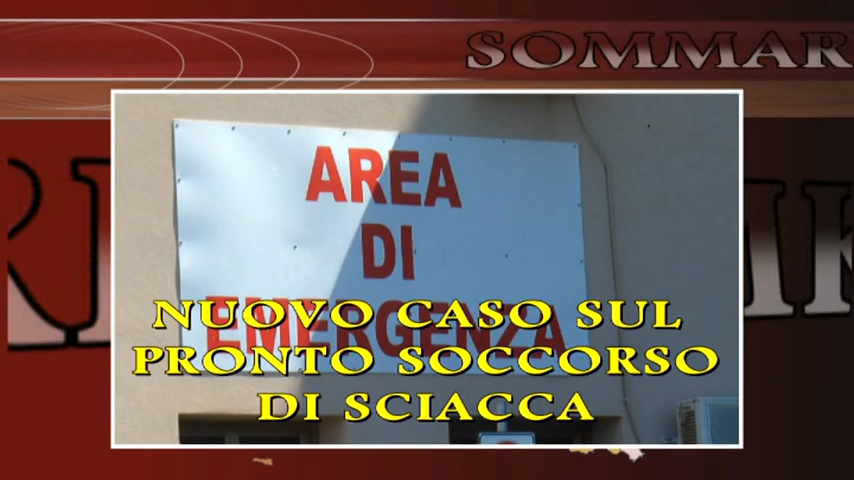 SOMMAR
AREA
DI
EMERGENZA
NUOVO CASO SUL
PRONTO SOCCORSO
DI SCIACCA